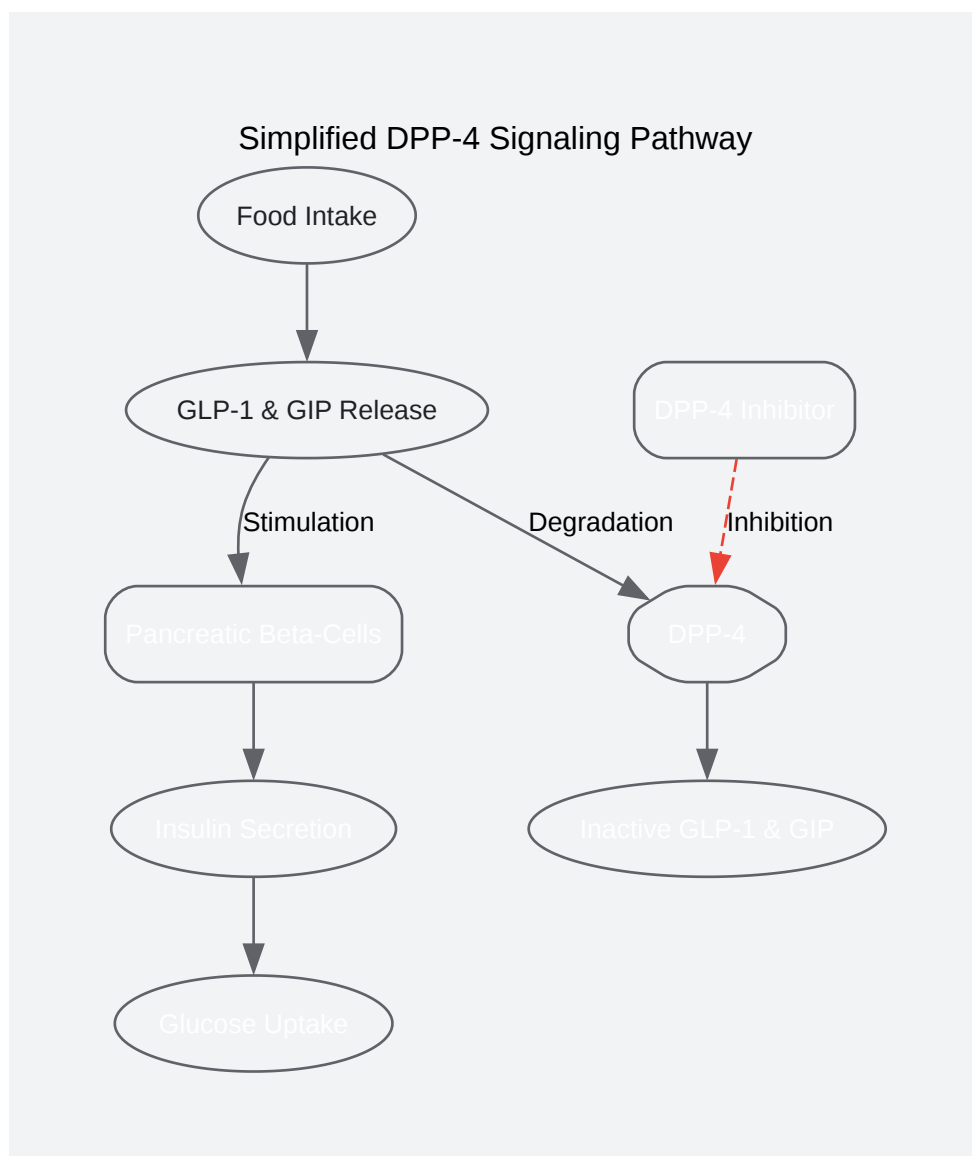 Simplified DPP-4 Signaling Pathway
Food Intake
GLP-1 & GIP Release
DPP-4 Inhibitor
Stimulation
Degradation
Inhibition
Pancreatic Beta-Cells
DPP-4
Insulin Secretion
Inactive GLP-1 & GIP
Glucose Uptake